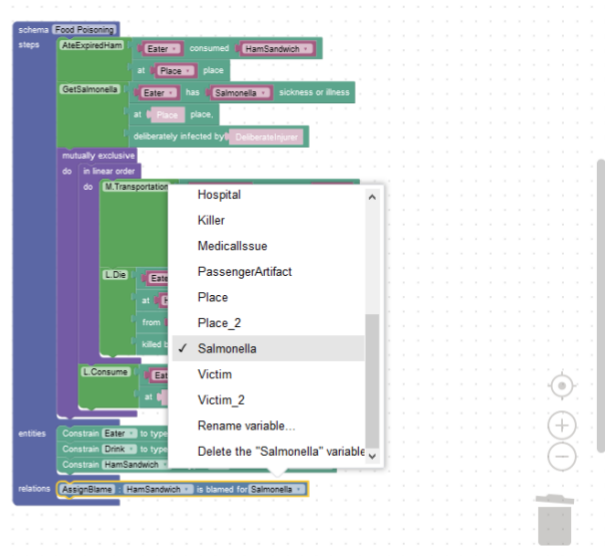 schema Food Poisoning
steps AteExpiredHam Eater consumed HamSandwich
at Place place
GetSalmonella Eater has Salmonella sickness or illness
at Place place,
deliberately infected by DeliberateInjurer
mutually exclusive
do in linear order
do M.Transportation
Hospital
Killer
MedicalIssue
PassengerArtifact
L.Die Eate
Place
at H
Place_2
from
killed b
✓ Salmonella
L.Consume Eat
Victim
at
Victim_2
Rename variable...
entities Constrain Eater to type
Constrain Drink to type
Delete the "Salmonella" variable
Constrain HamSandwich
relations AssignBlame : HamSandwich is blamed for Salmonella